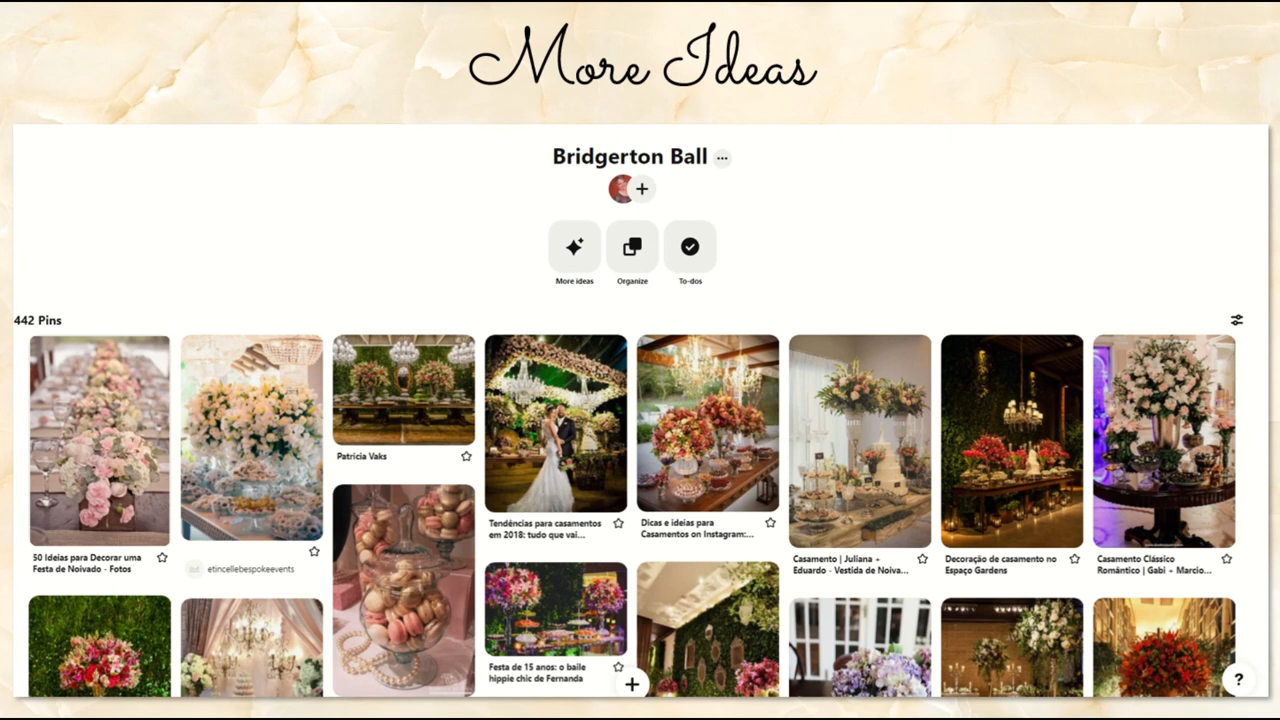 More Ideas
Bridgerton Ball
More ideas
Organize
To-dos
442 Pins
50 Ideias para Decorar uma
Festa de Noivado - Fotos
etincellebespokeevents
Patricia Vaks
Tendências para casamentos
em 2018: tudo que vai...
Dicas e ideias para
Casamentos on Instagram:...
Casamento | Juliana +
Eduardo - Vestida de Noiva...
Decoração de casamento no
Espaço Gardens
Casamento Clássico
Romântico | Gabi + Marcio...
Festa de 15 anos: o baile
hippie chic de Fernanda
?